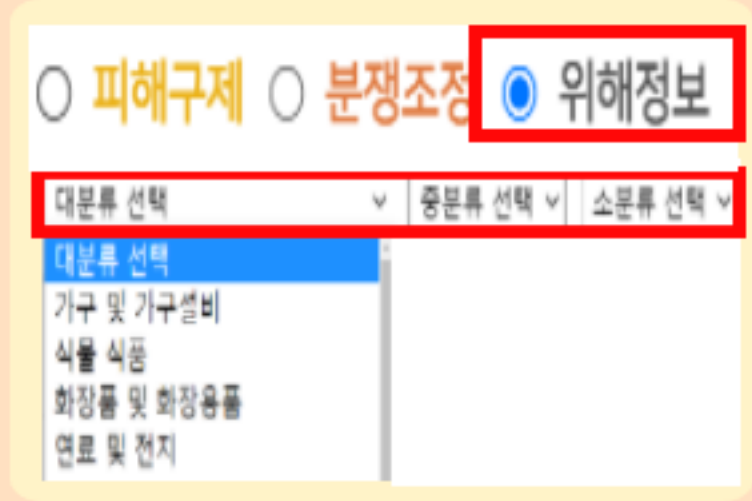 피해구제 분쟁조정 위해정보
대분류 선택 중분류 선택 소분류 선택
대분류 선택
가구 및 가구설비
식물 식품
화장품 및 화장용품
연료 및 전지